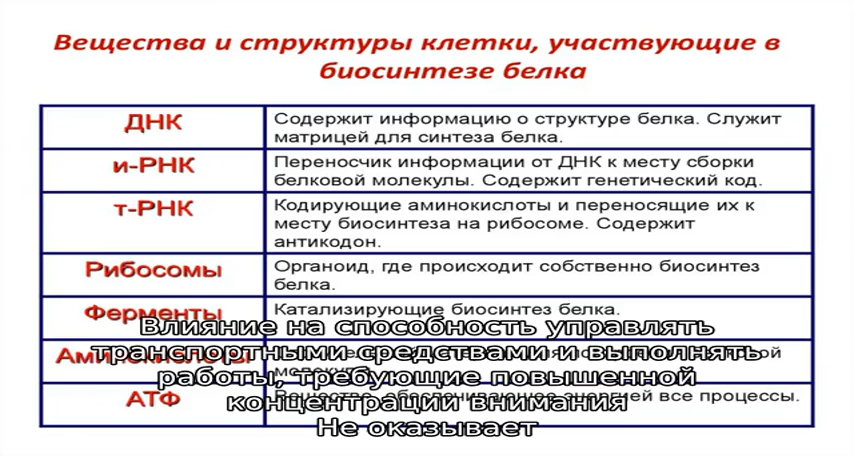 Вещества и структуры клетки, участвующие в
биосинтезе белка
ДНК
Содержит информацию о структуре белка. Служит
матрицей для синтеза белка.
и-РНК
Переносчик информации от ДНК к месту сборки
белковой молекулы. Содержит генетический код.
т-РНК
Кодирующие аминокислоты и переносящие их к
месту биосинтеза на рибосоме. Содержит
антикодон.
Рибосомы
Органоид, где происходит собственно биосинтез
белка.
Ферменты
Катализирующие биосинтез белка.
Аминокислоты
АТФ
все процессы.
Влияние на способность управлять
транспортными средствами и выполнять
работы, требующие повышенной
концентрации внимания
Не оказывает